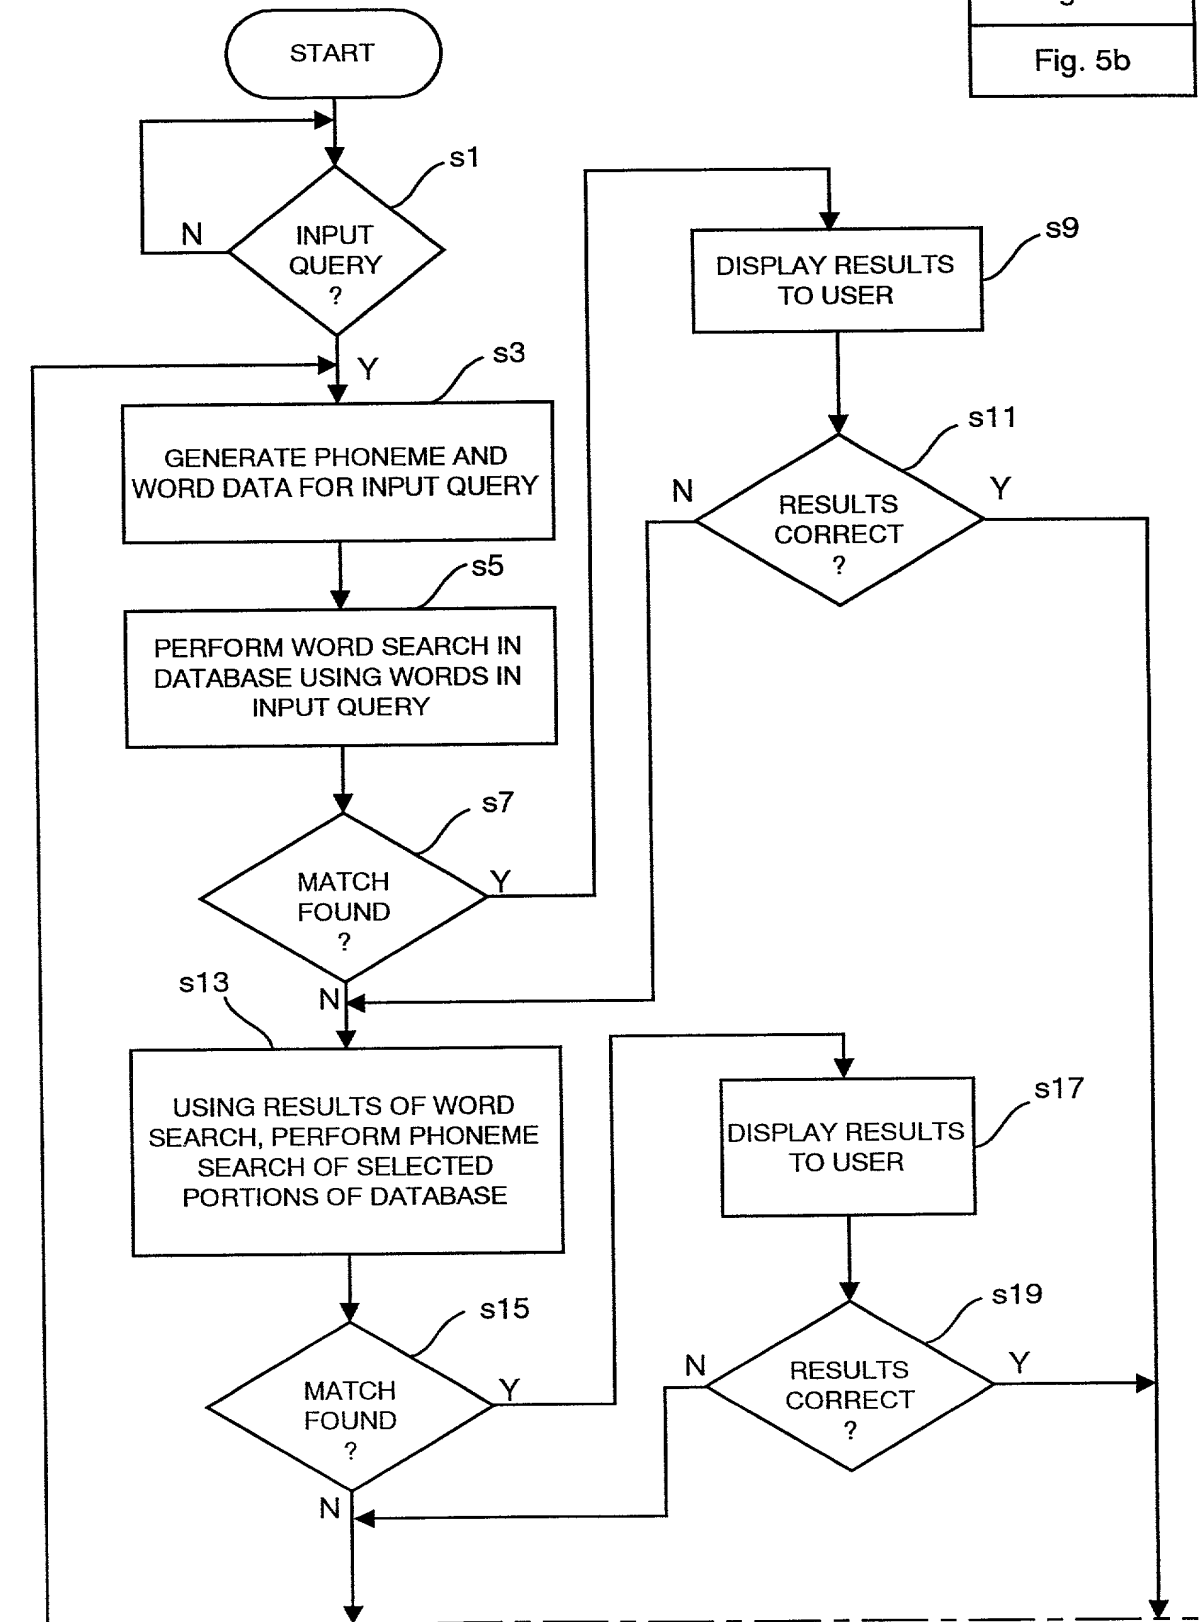 START
Fig. 5b
s1
N
INPUT
QUERY
?
Y
s3
GENERATE PHONEME AND
WORD DATA FOR INPUT QUERY
s5
PERFORM WORD SEARCH IN
DATABASE USING WORDS IN
INPUT QUERY
s7
MATCH
FOUND
?
Y
N
s9
DISPLAY RESULTS
TO USER
s11
N
Y
RESULTS
CORRECT
?
s13
USING RESULTS OF WORD
SEARCH, PERFORM PHONEME
SEARCH OF SELECTED
PORTIONS OF DATABASE
s15
MATCH
FOUND
?
Y
N
s17
DISPLAY RESULTS
TO USER
s19
N
Y
RESULTS
CORRECT
?